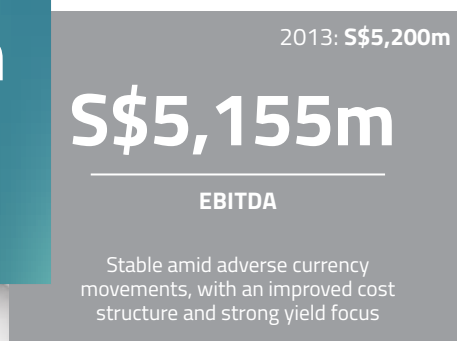 2013: S$5,200m
S$5,155m
EBITDA
Stable amid adverse currency
movements, with an improved cost
structure and strong yield focus